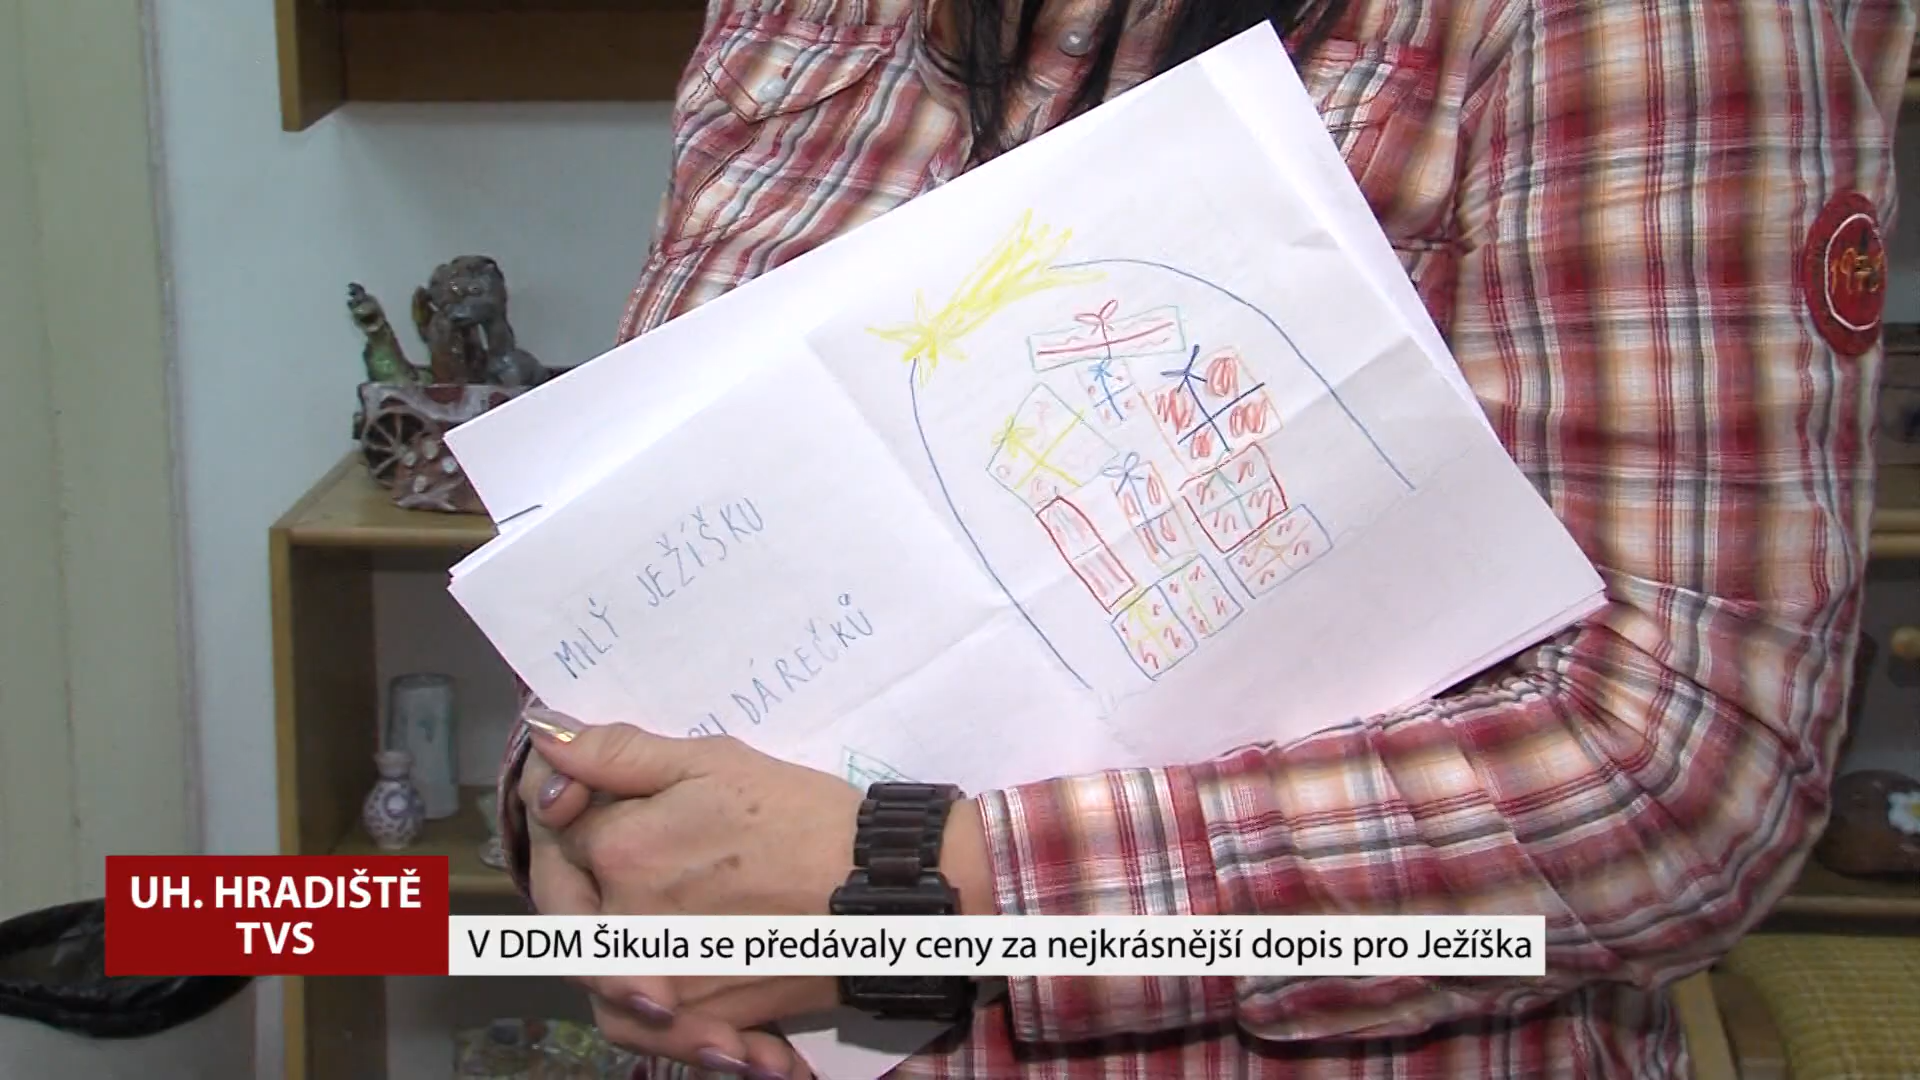 MILÝ JEŽÍŠKU
DÁREČKŮ
UH. HRADIŠTĚ
TVS
V DDM Šikula se předávaly ceny za nejkrásnější dopis pro Ježíška